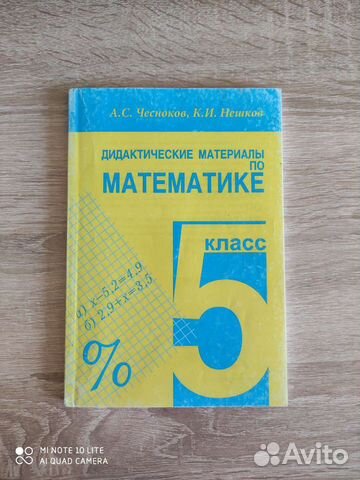 А.С. Чесноков, К.И. Нешков
ДИДАКТИЧЕСКИЕ МАТЕРИАЛЫ
ПО
МАТЕМАТИКЕ
5
класс
а) x−5,2=4,9
б) 2,9+x=3,5
%
MI NOTE 10 LITE
AI QUAD CAMERA
Avito